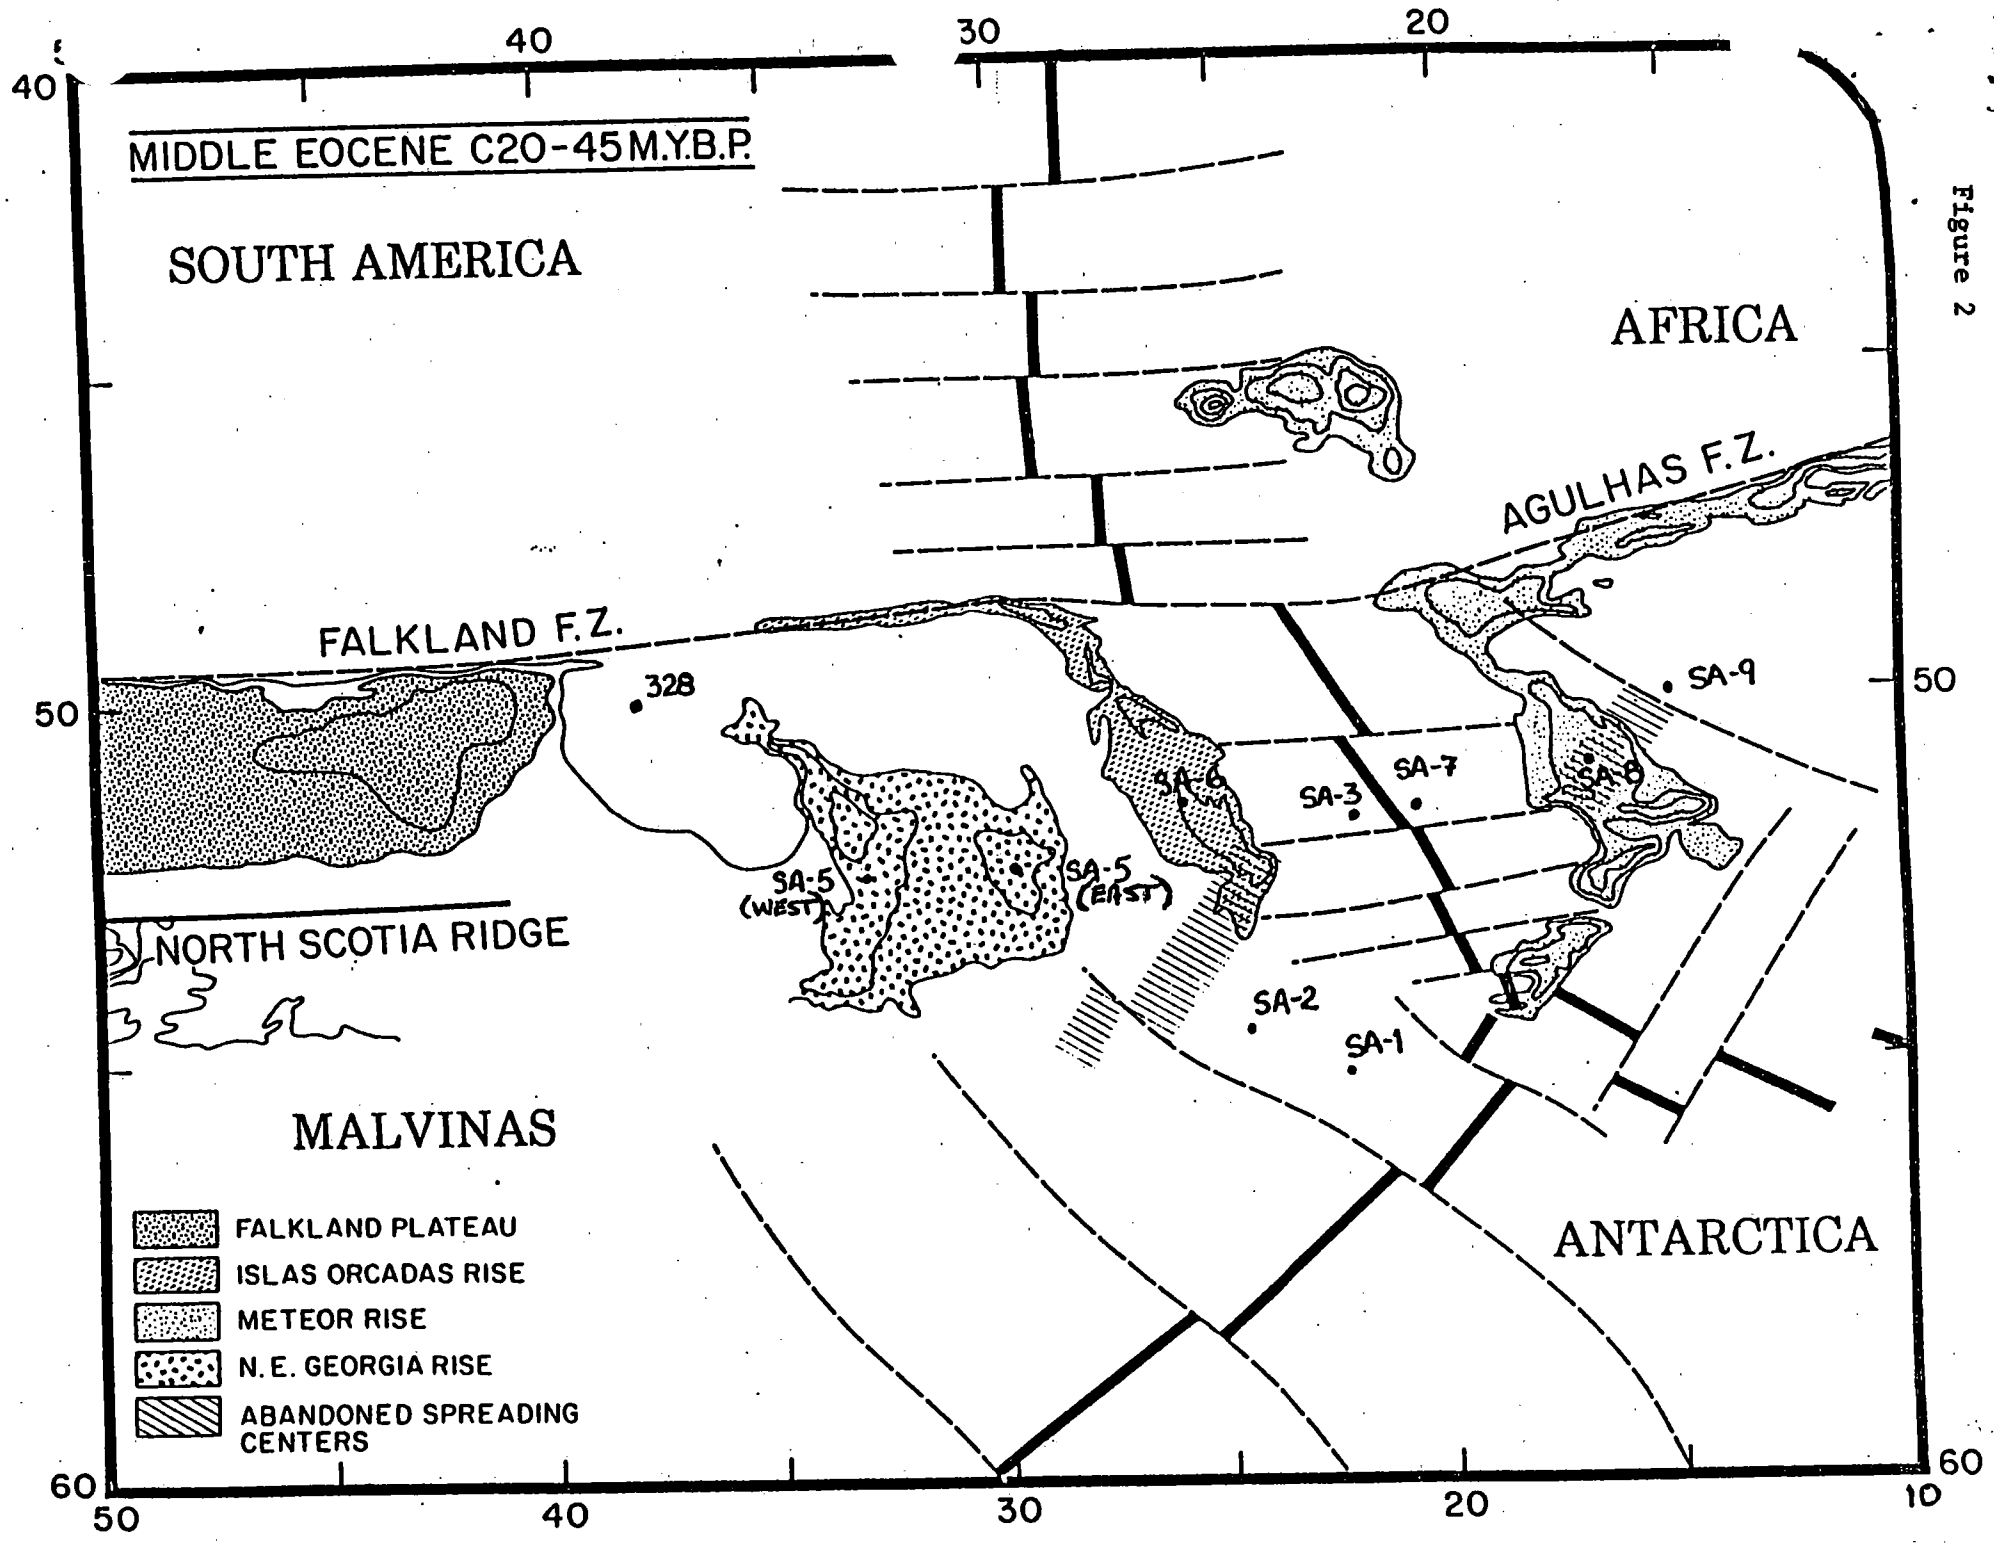 40 30 20
40
MIDDLE EOCENE C20-45 M.Y.B.P.
SOUTH AMERICA
Figure 2
AFRICA
AGULHAS F.Z.
FALKLAND F.Z.
328
50
SA-9
50
SA-6
SA-7
SA-3
SA-8
SA-5
(WEST)
SA-5
(EAST)
NORTH SCOTIA RIDGE
SA-2
SA-1
MALVINAS
ANTARCTICA
FALKLAND PLATEAU
ISLAS ORCADAS RISE
METEOR RISE
N.E. GEORGIA RISE
ABANDONED SPREADING
CENTERS
60
60
50 40 30 20 10